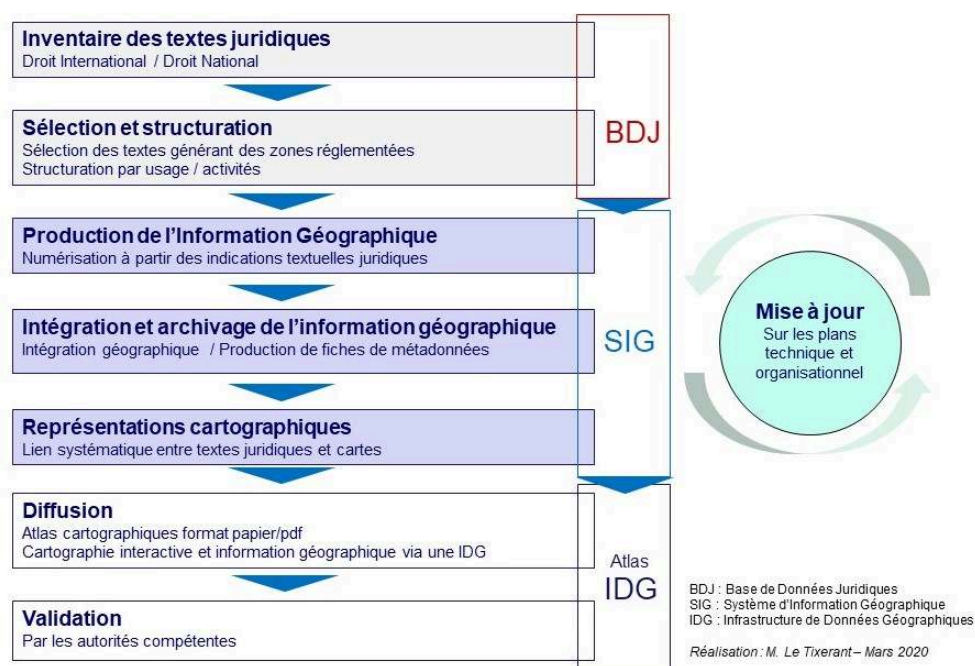 Inventaire des textes juridiques
Droit International / Droit National
Sélection et structuration
Sélection des textes générant des zones réglementées
Structuration par usage / activités
BDJ
Production de l'Information Géographique
Numérisation à partir des indications textuelles juridiques
Intégration et archivage de l'information géographique
Intégration géographique / Production de fiches de métadonnées
Représentations cartographiques
Lien systématique entre textes juridiques et cartes
SIG
Diffusion
Atlas cartographiques format papier/pdf
Cartographie interactive et information géographique via une IDG
Validation
Par les autorités compétentes
Atlas
IDG
Mise à jour
Sur les plans
technique et
organisationnel
BDJ : Base de Données Juridiques
SIG : Système d'Information Géographique
IDG : Infrastructure de Données Géographiques
Réalisation : M. Le Tixerant – Mars 2020